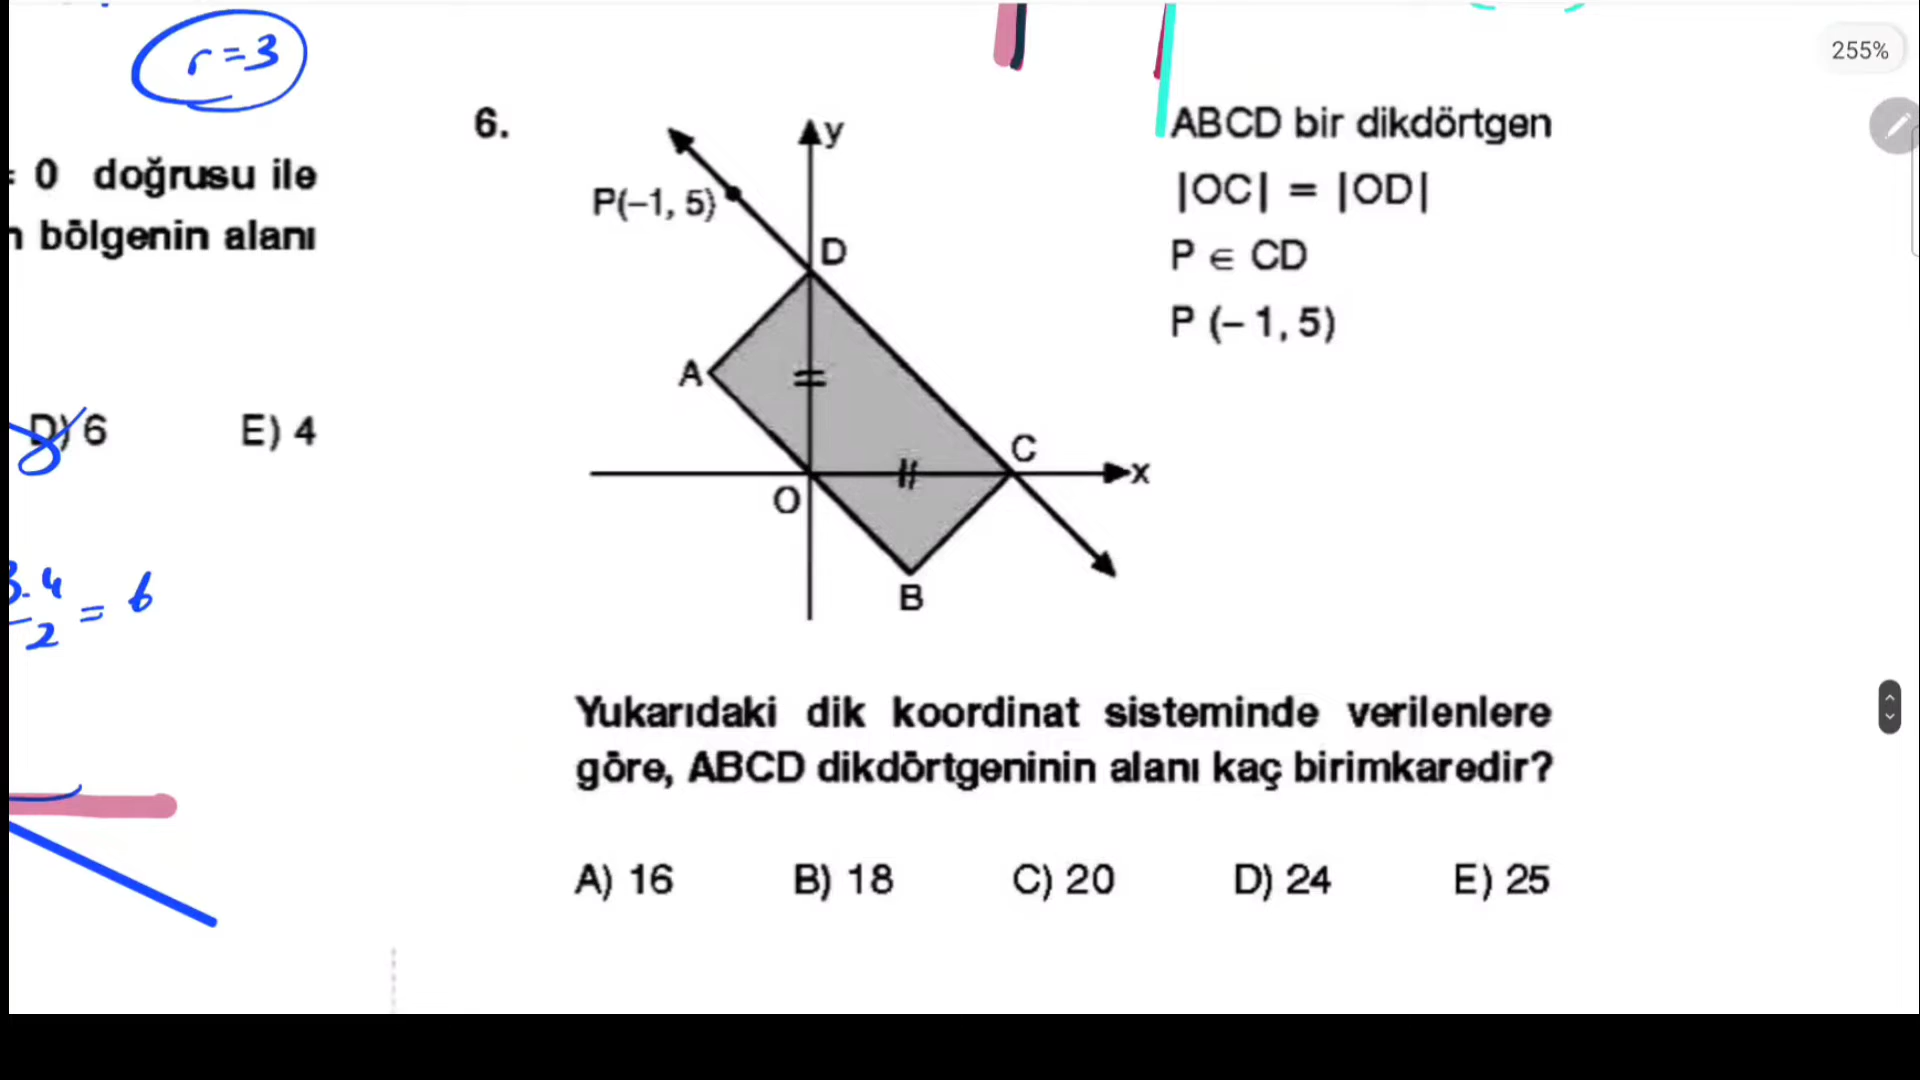 r=3
255%
= 0 doğrusu ile
bölgenin alanı
D) 6 E) 4
3.4
2
= 6
6.
y
P(–1, 5)
D
A
C
x
O
B
ABCD bir dikdörtgen
|OC| = |OD|
P ∈ CD
P (– 1, 5)
Yukarıdaki dik koordinat sisteminde verilenlere
göre, ABCD dikdörtgeninin alanı kaç birimkaredir?
A) 16 B) 18 C) 20 D) 24 E) 25